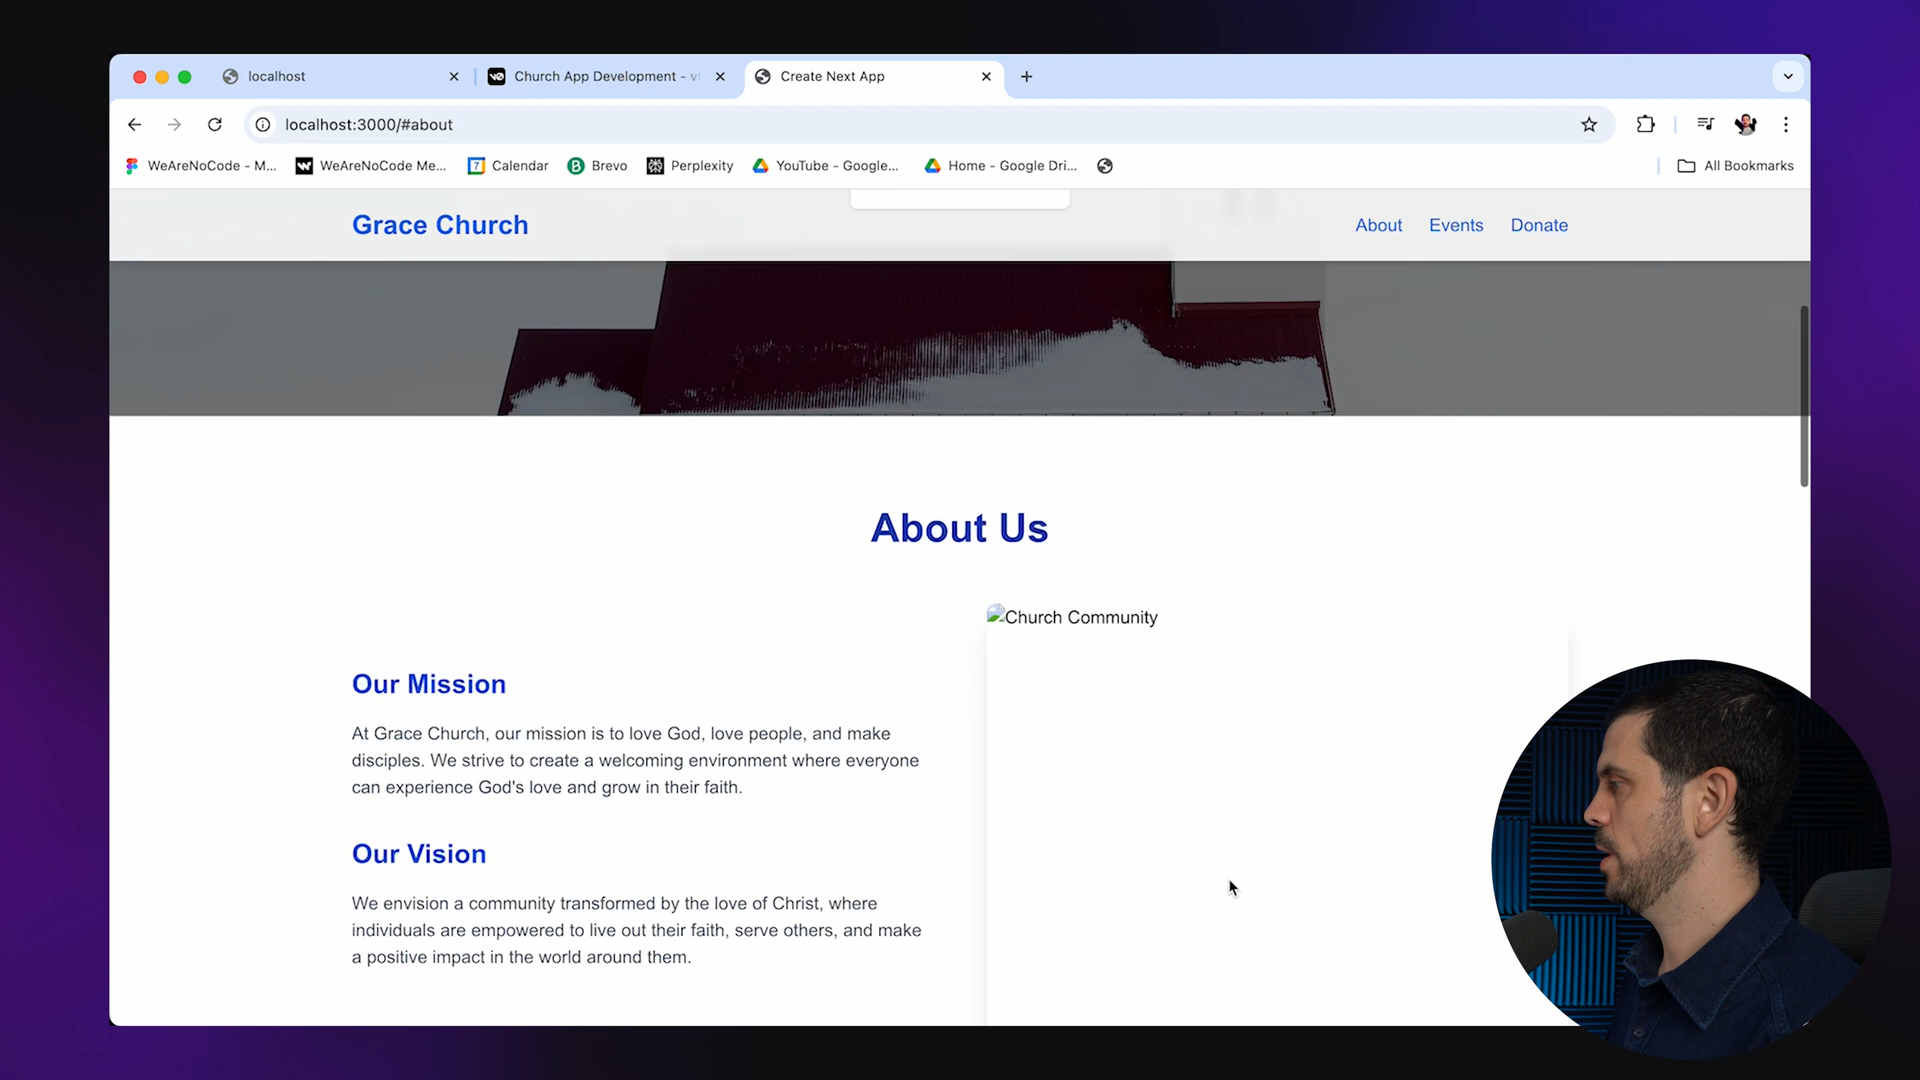 localhost
Church App Development - v
Create Next App
localhost:3000/#about
WeAreNoCode - M...
WeAreNoCode Me...
7
Calendar
B
Brevo
Perplexity
YouTube - Google...
Home - Google Dri...
All Bookmarks
Grace Church
About
Events
Donate
About Us
Church Community
Our Mission
At Grace Church, our mission is to love God, love people, and make
disciples. We strive to create a welcoming environment where everyone
can experience God's love and grow in their faith.
Our Vision
We envision a community transformed by the love of Christ, where
individuals are empowered to live out their faith, serve others, and make
a positive impact in the world around them.